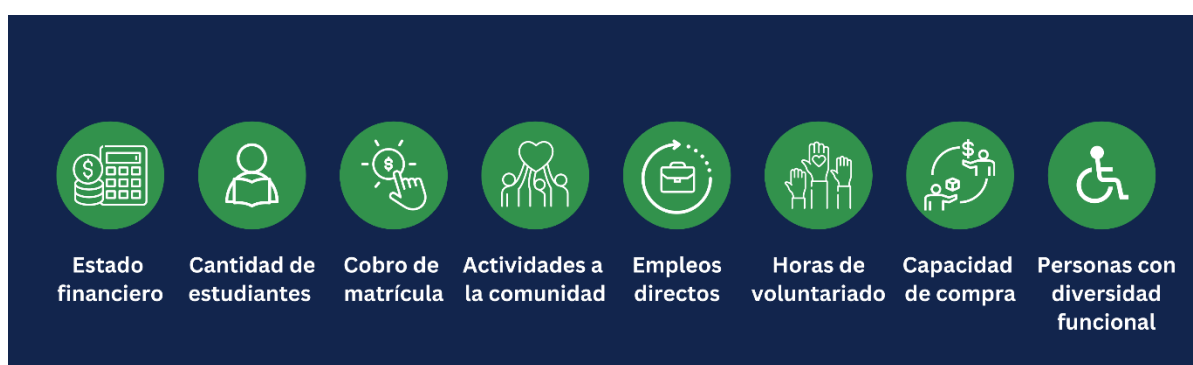 Estado
financiero
Cantidad de
estudiantes
Cobro de
matrícula
Actividades a
la comunidad
Empleos
directos
Horas de
voluntariado
Capacidad
de compra
Personas con
diversidad
funcional